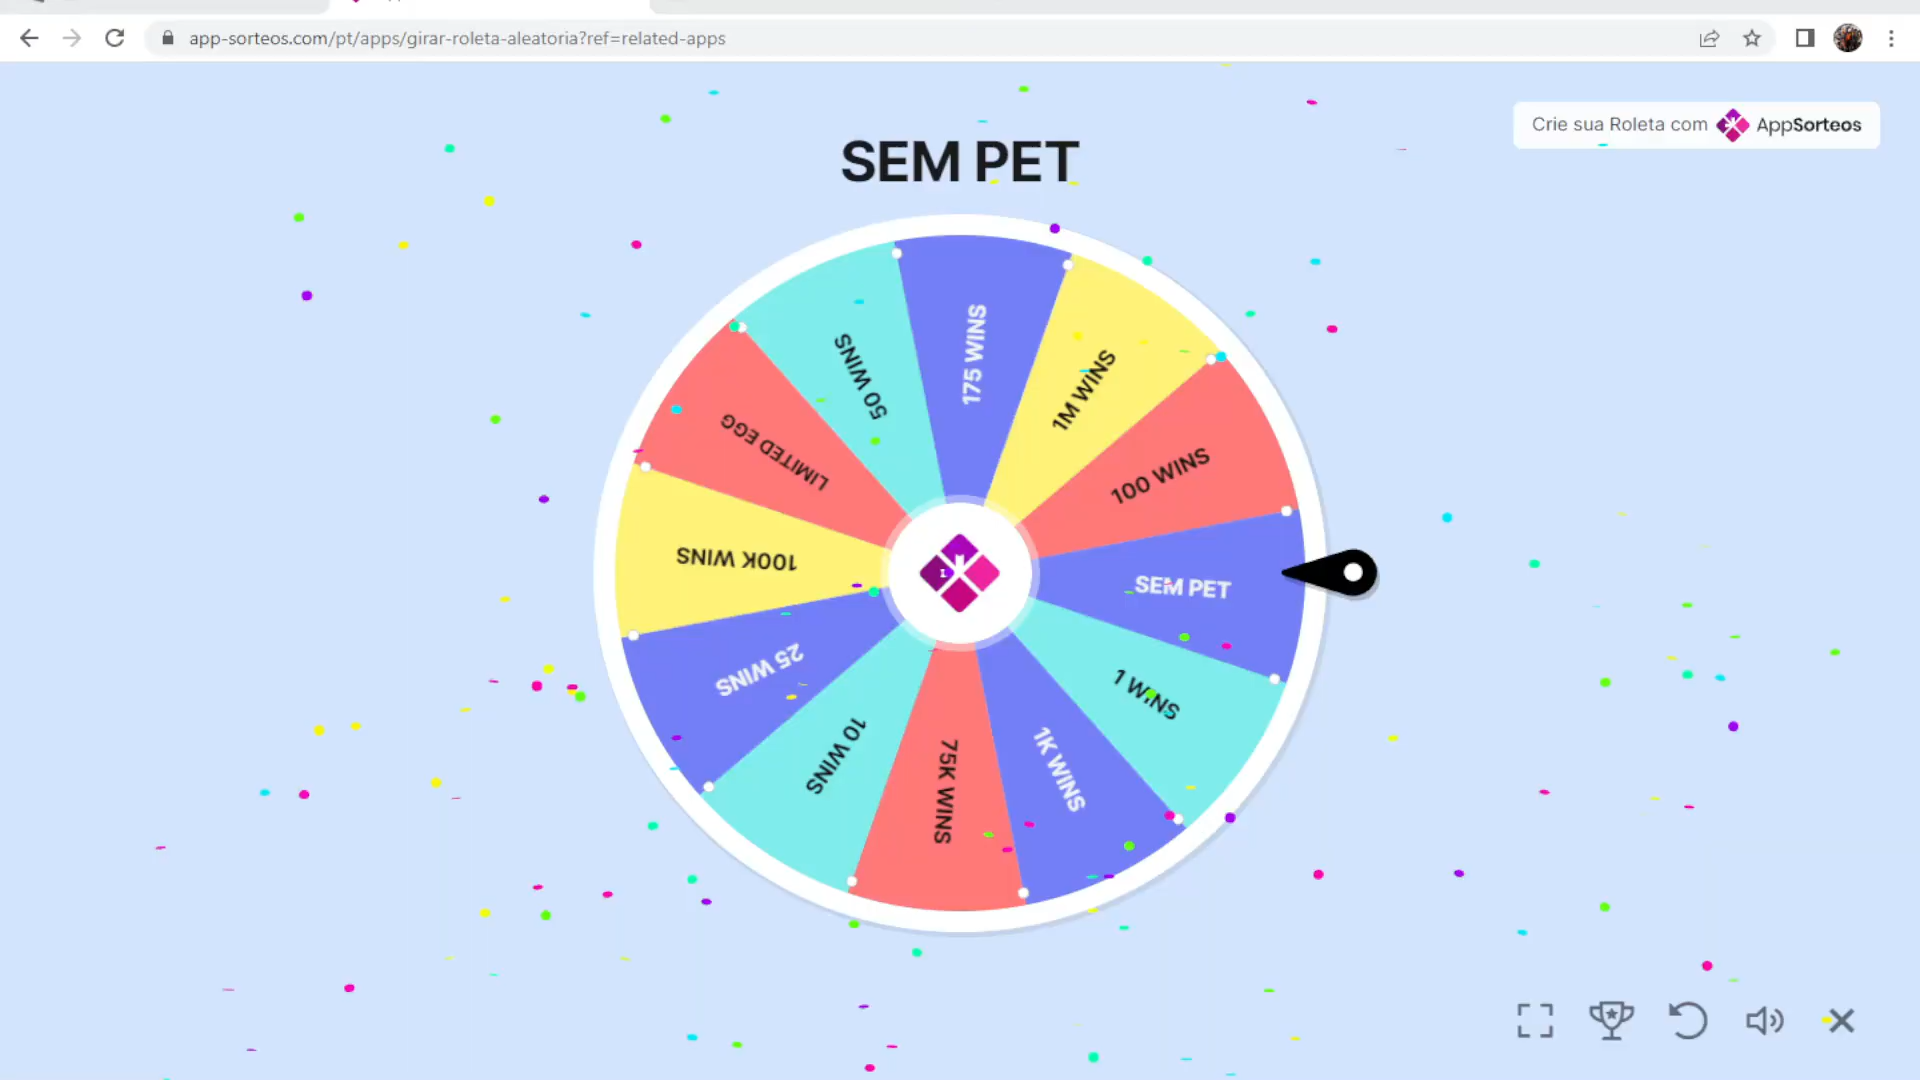 app-sorteos.com/pt/apps/girar-roleta-aleatoria?ref=related-apps
Crie sua Roleta com AppSorteos
SEM PET
175 WINS
1M WINS
100 WINS
SEM PET
1 WINS
1K WINS
75K WINS
10 WINS
25 WINS
100K WINS
LIMITED EGG
50 WINS